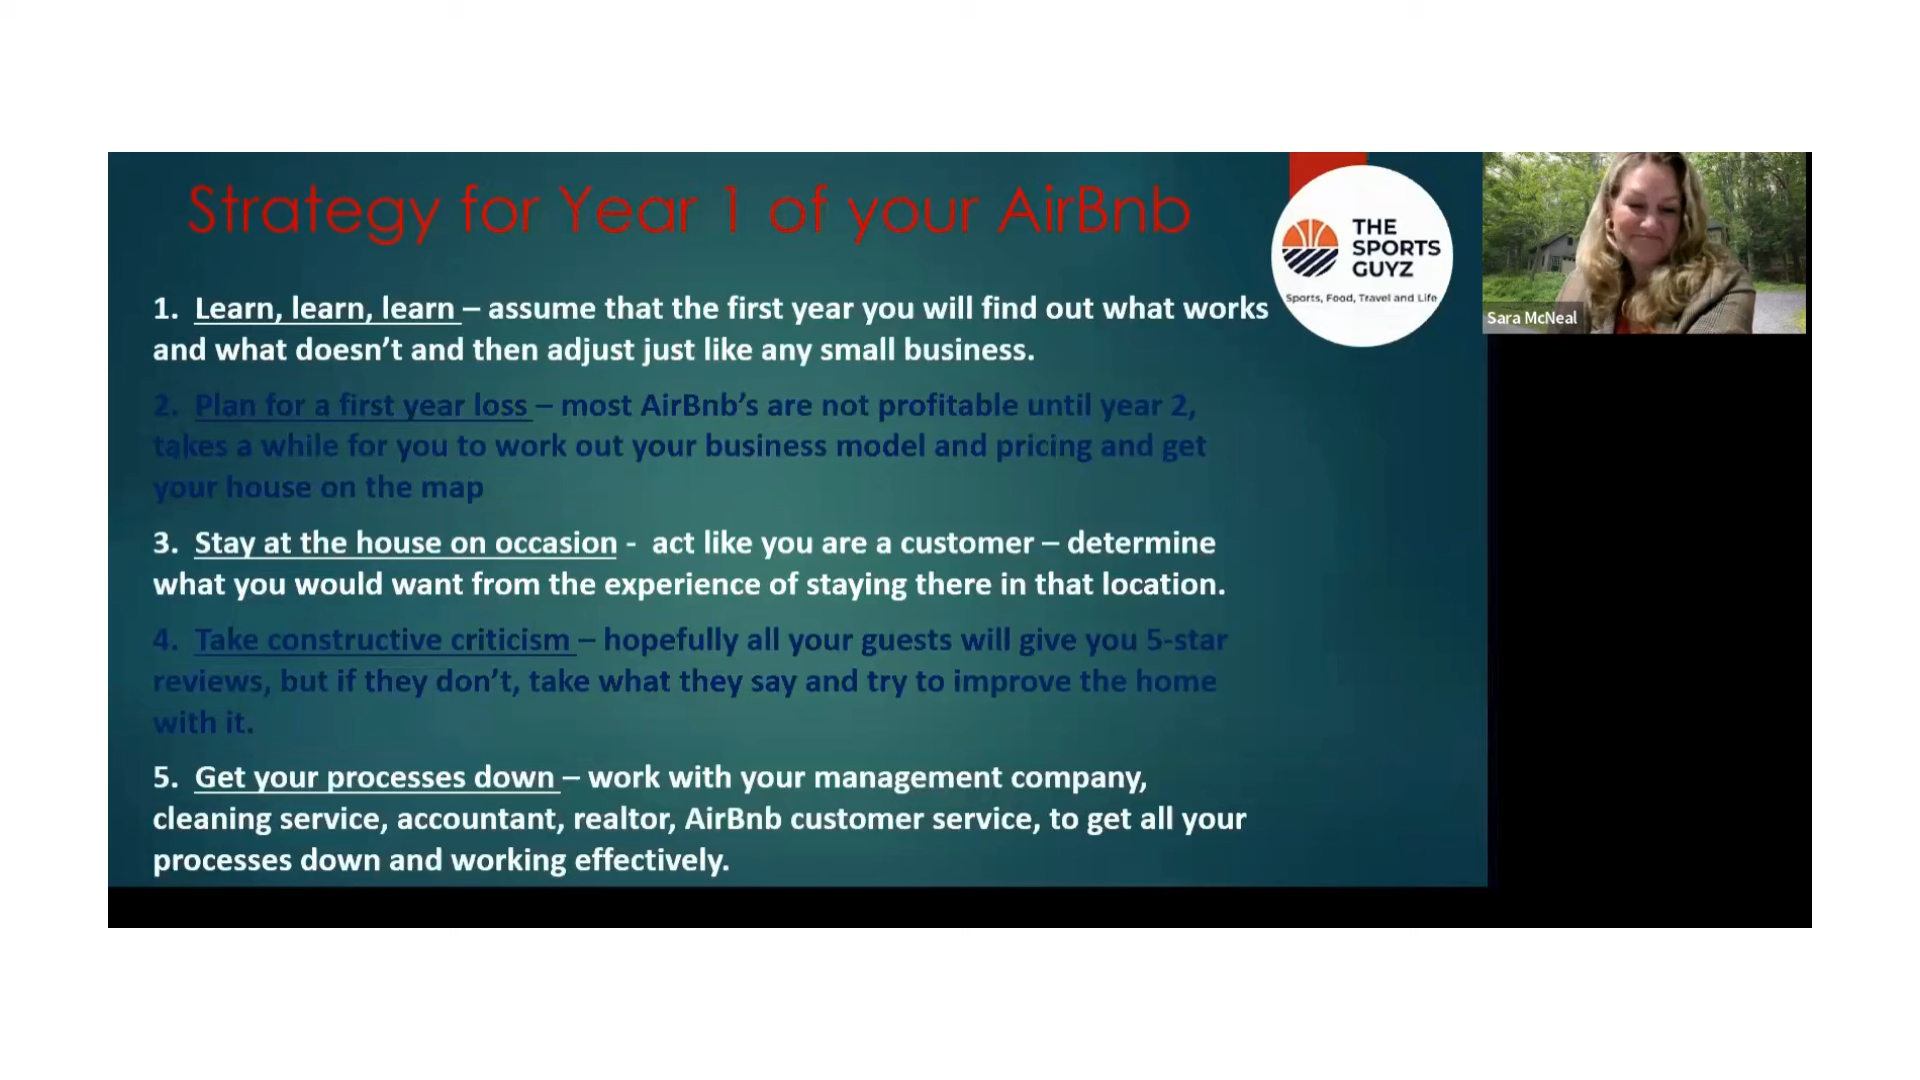 Strategy for Year 1 of your AirBnb
THE
SPORTS
GUYZ
Sports, Food, Travel and Life
Sara McNeal
1. Learn, learn, learn – assume that the first year you will find out what works
and what doesn’t and then adjust just like any small business.
2. Plan for a first year loss – most AirBnb’s are not profitable until year 2,
takes a while for you to work out your business model and pricing and get
your house on the map
3. Stay at the house on occasion - act like you are a customer – determine
what you would want from the experience of staying there in that location.
4. Take constructive criticism – hopefully all your guests will give you 5-star
reviews, but if they don’t, take what they say and try to improve the home
with it.
5. Get your processes down – work with your management company,
cleaning service, accountant, realtor, AirBnb customer service, to get all your
processes down and working effectively.